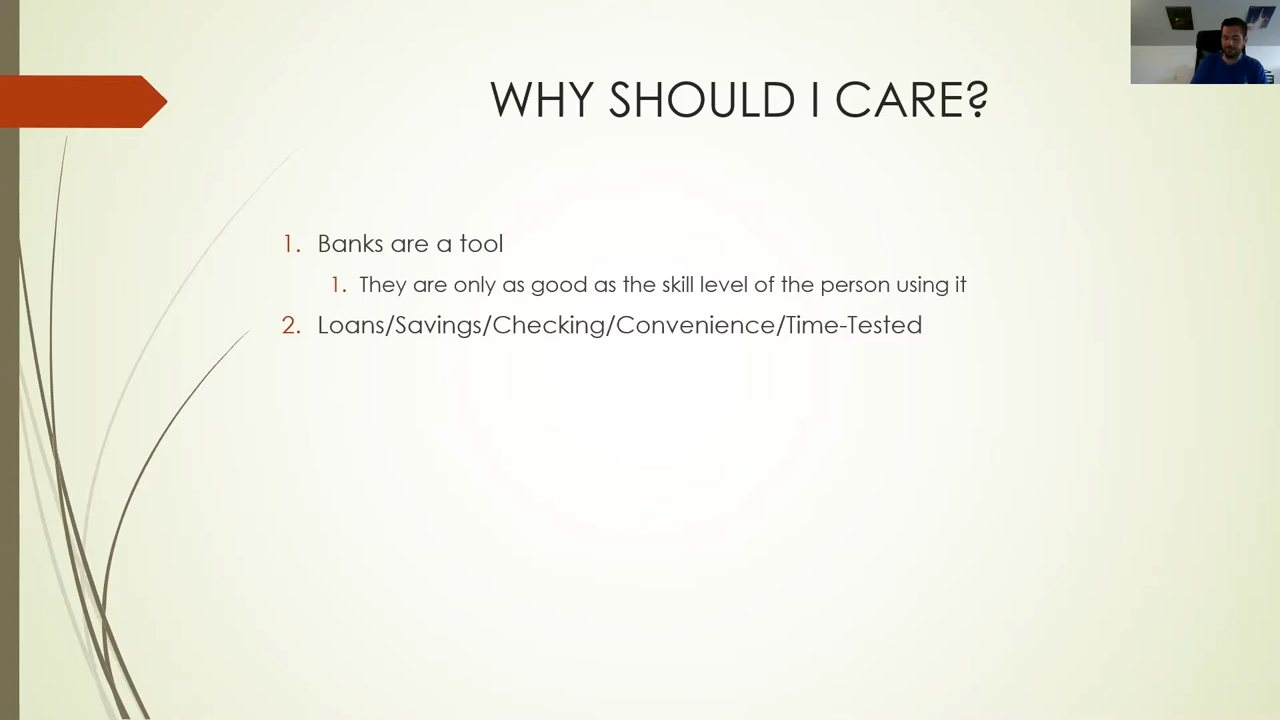 WHY SHOULD I CARE?
1. Banks are a tool
1. They are only as good as the skill level of the person using it
2. Loans/Savings/Checking/Convenience/Time-Tested